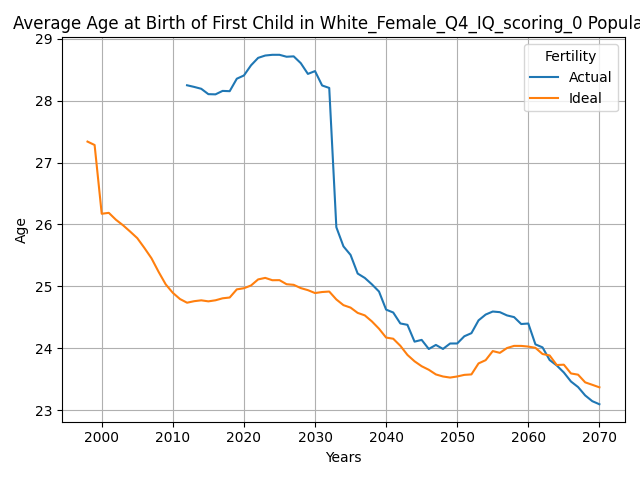 Average Age at Birth of First Child in White_Female_Q4_IQ_scoring_0 Popula
Fertility
Actual
Ideal
Age
29
28
27
26
25
24
23
2000 2010 2020 2030 2040 2050 2060 2070
Years